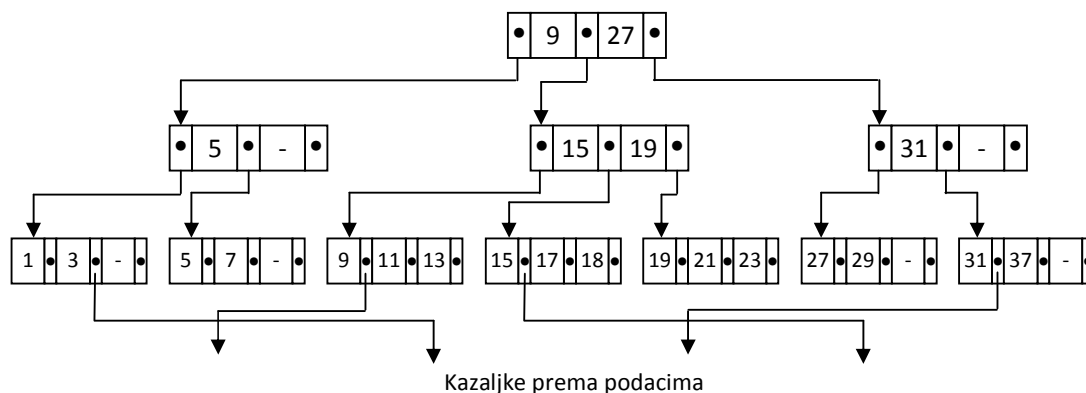 9 27
5 - 15 19 31 -
1 3 - 5 7 - 9 11 13 15 17 18 19 21 23 27 29 - 31 37 -
Kazaljke prema podacima